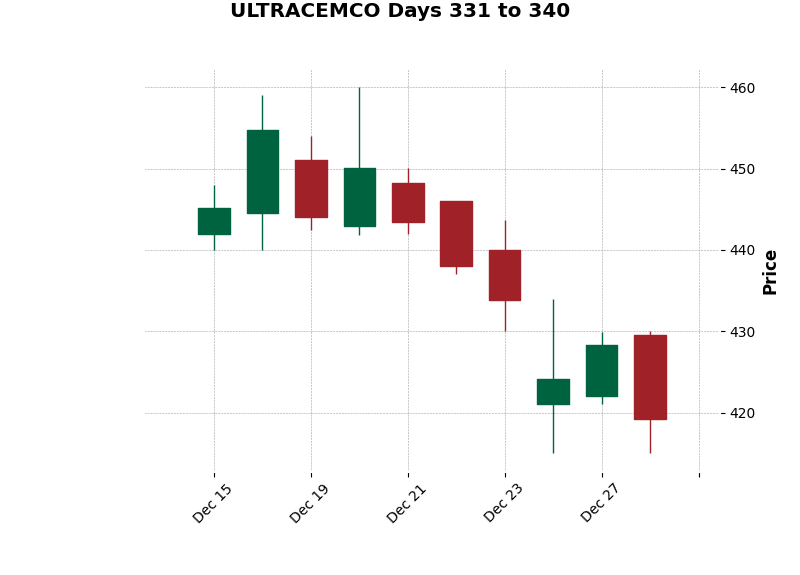 ULTRACEMCO Days 331 to 340
460
450
440
430
420
Price
Dec 15
Dec 19
Dec 21
Dec 23
Dec 27